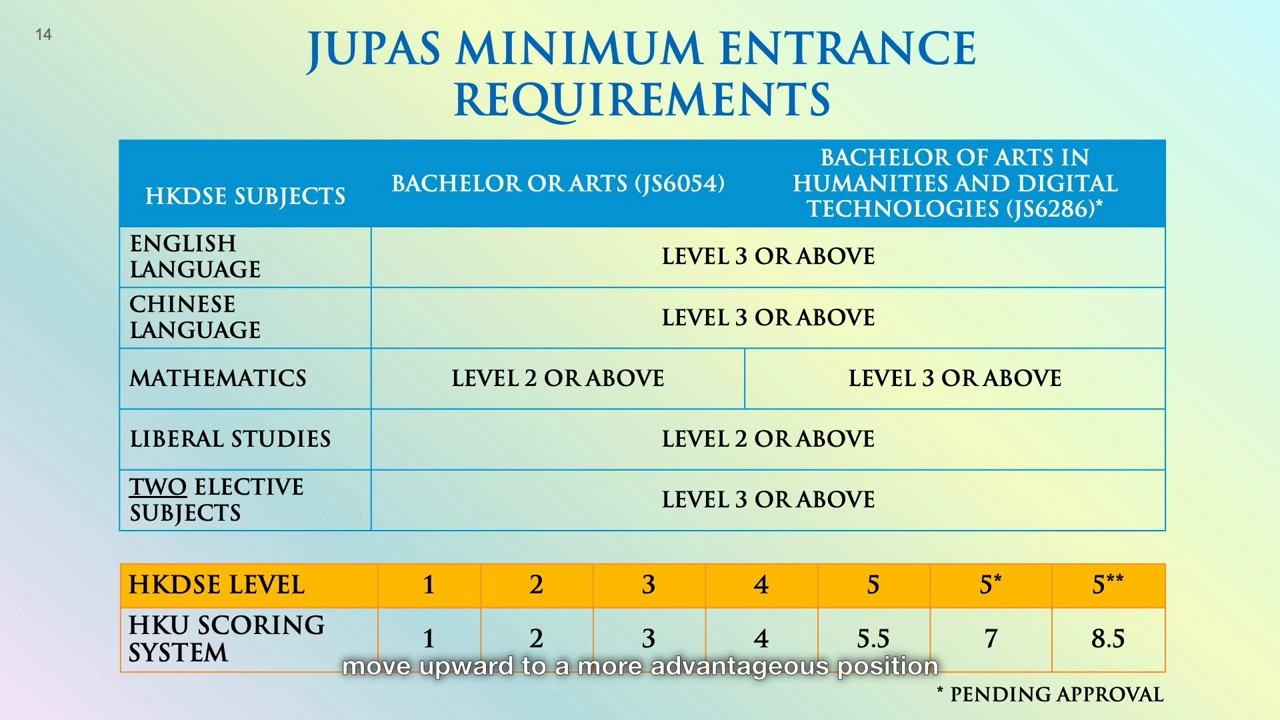 14
JUPAS MINIMUM ENTRANCE
REQUIREMENTS
HKDSE SUBJECTS
BACHELOR OR ARTS (JS6054)
BACHELOR OF ARTS IN
HUMANITIES AND DIGITAL
TECHNOLOGIES (JS6286)*
ENGLISH
LANGUAGE
LEVEL 3 OR ABOVE
CHINESE
LANGUAGE
LEVEL 3 OR ABOVE
MATHEMATICS
LEVEL 2 OR ABOVE
LEVEL 3 OR ABOVE
LIBERAL STUDIES
LEVEL 2 OR ABOVE
TWO ELECTIVE
SUBJECTS
LEVEL 3 OR ABOVE
HKDSE LEVEL 1 2 3 4 5 5* 5**
HKU SCORING
SYSTEM
1 2 3 4 5.5 7 8.5
move upward to a more advantageous position
* PENDING APPROVAL